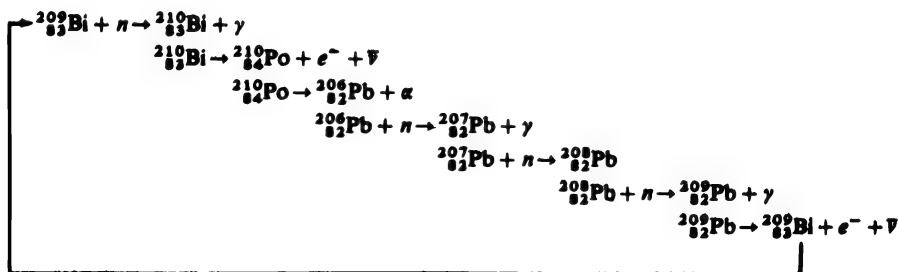 ²⁰⁹₈₃Bi + n → ²¹⁰₈₃Bi + γ
²¹⁰₈₃Bi → ²¹⁰₈₄Po + e⁻ + ν̅
²¹⁰₈₄Po → ²⁰⁶₈₂Pb + α
²⁰⁶₈₂Pb + n → ²⁰⁷₈₂Pb + γ
²⁰⁷₈₂Pb + n → ²⁰⁸₈₂Pb
²⁰⁸₈₂Pb + n → ²⁰⁹₈₂Pb + γ
²⁰⁹₈₂Pb → ²⁰⁹₈₃Bi + e⁻ + ν̅